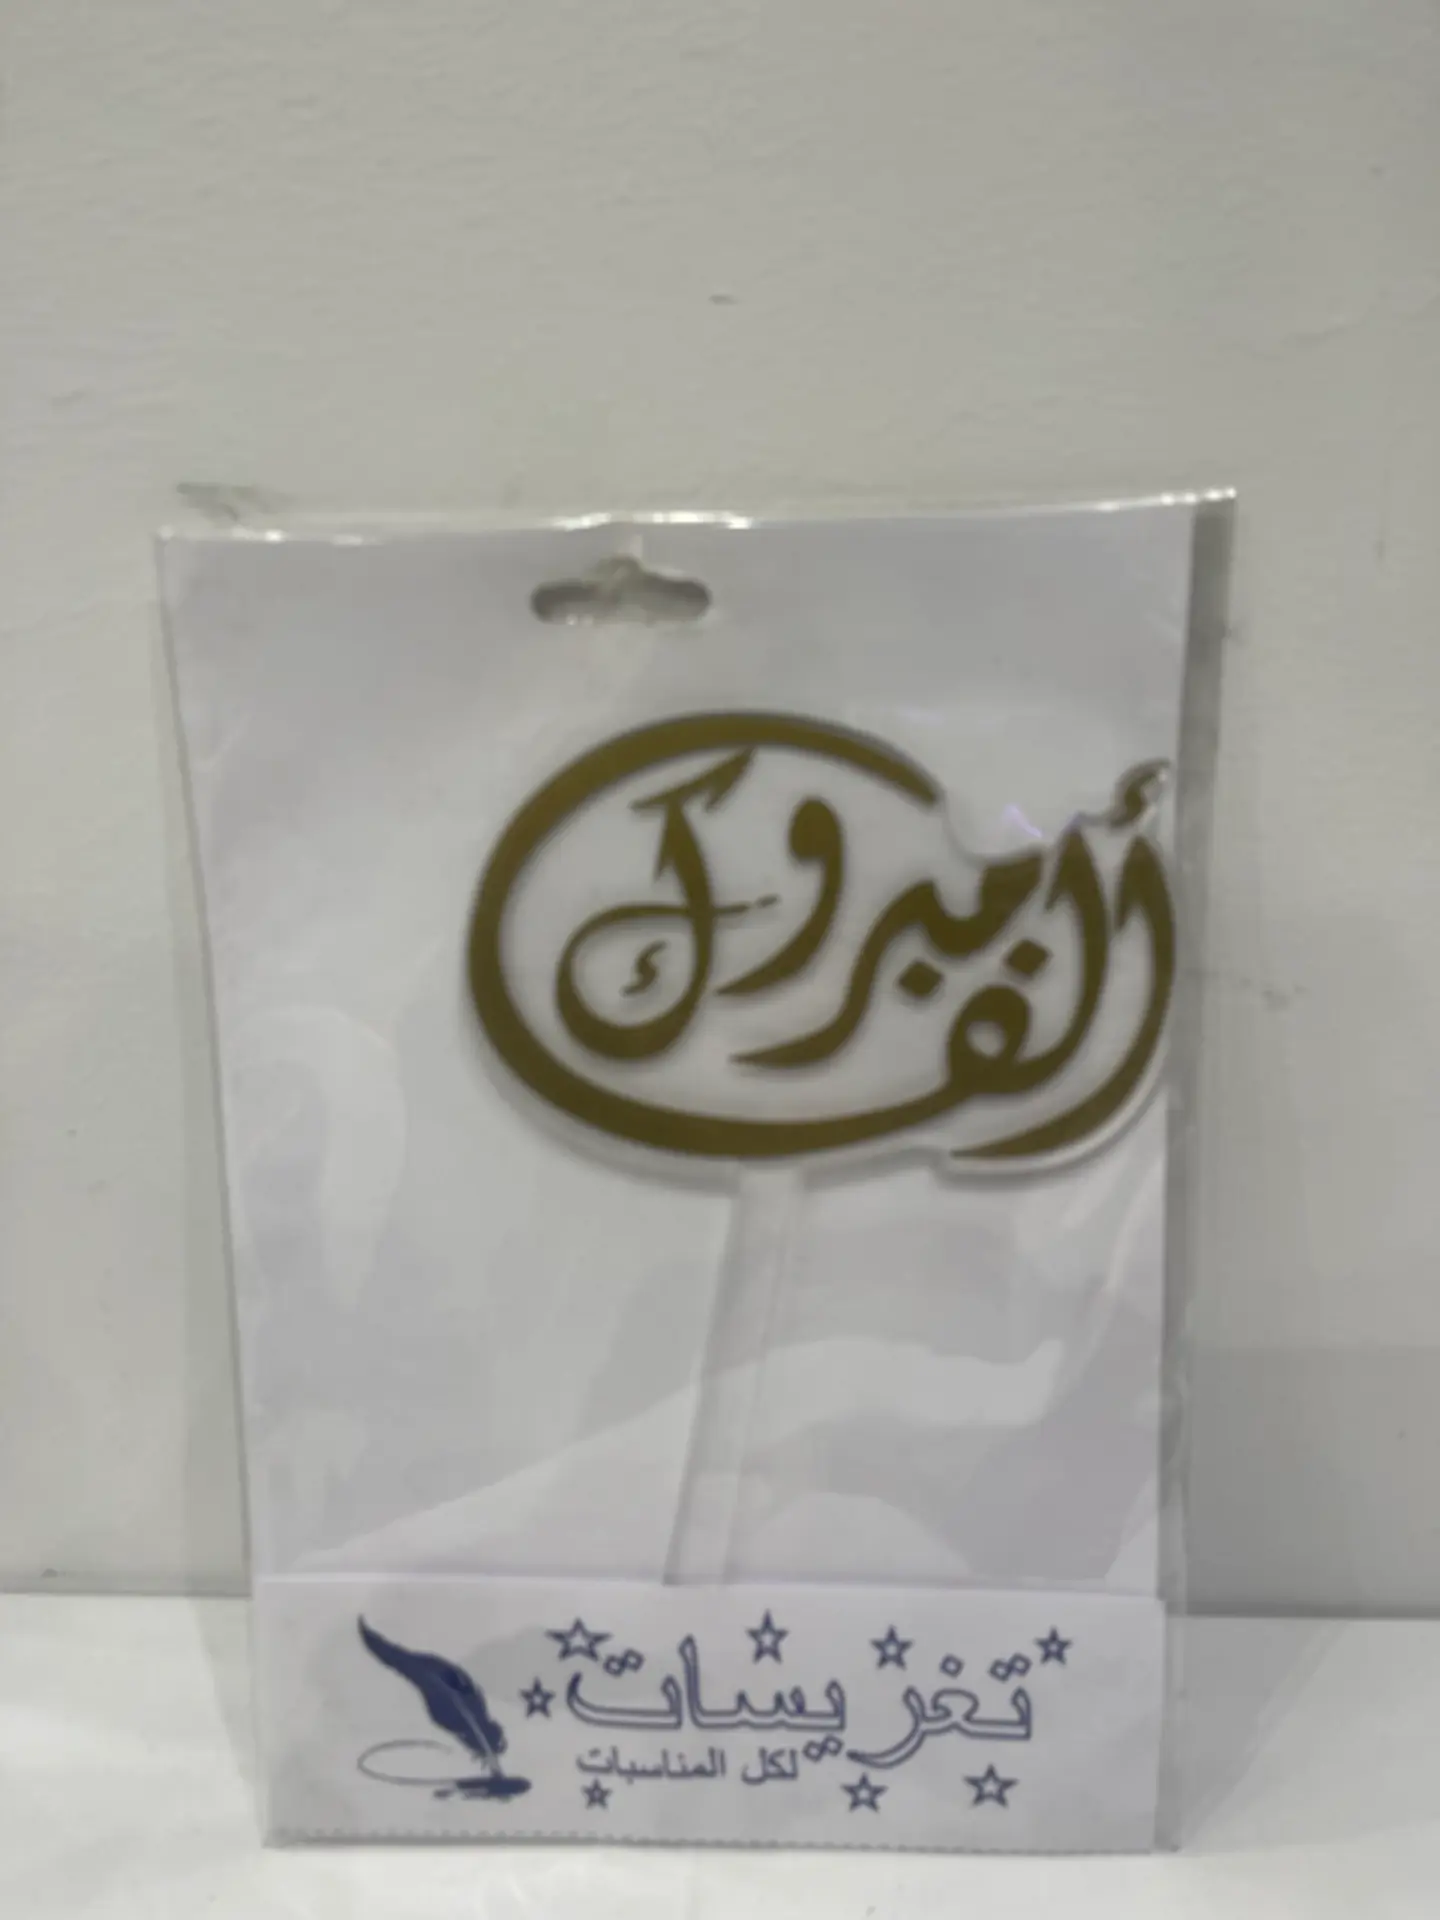 ألف مبروك
تغريسات
لكل المناسبات